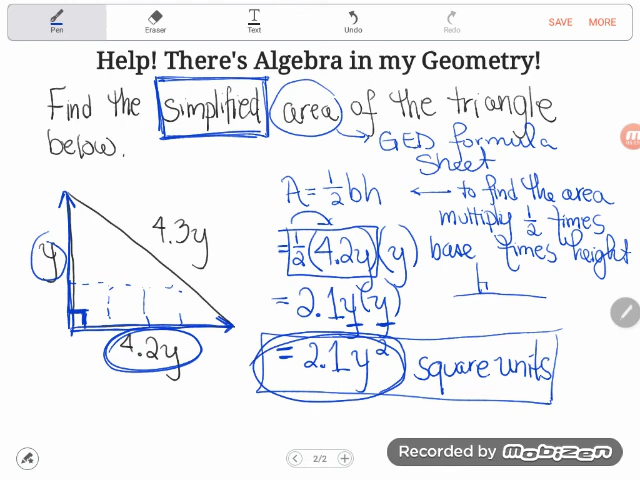 SAVE MORE
Pen Eraser Text Undo Redo
Help! There's Algebra in my Geometry!
Find the simplified area of the triangle
below.
GED formula
Sheet
A = ½bh ← to find the area
multiply ½ times
base times height
= ½(4.2y)(y)
= 2.1y(y)
= 2.1y² square units
y
4.3y
4.2y
2/2
Recorded by
MOBIZEN